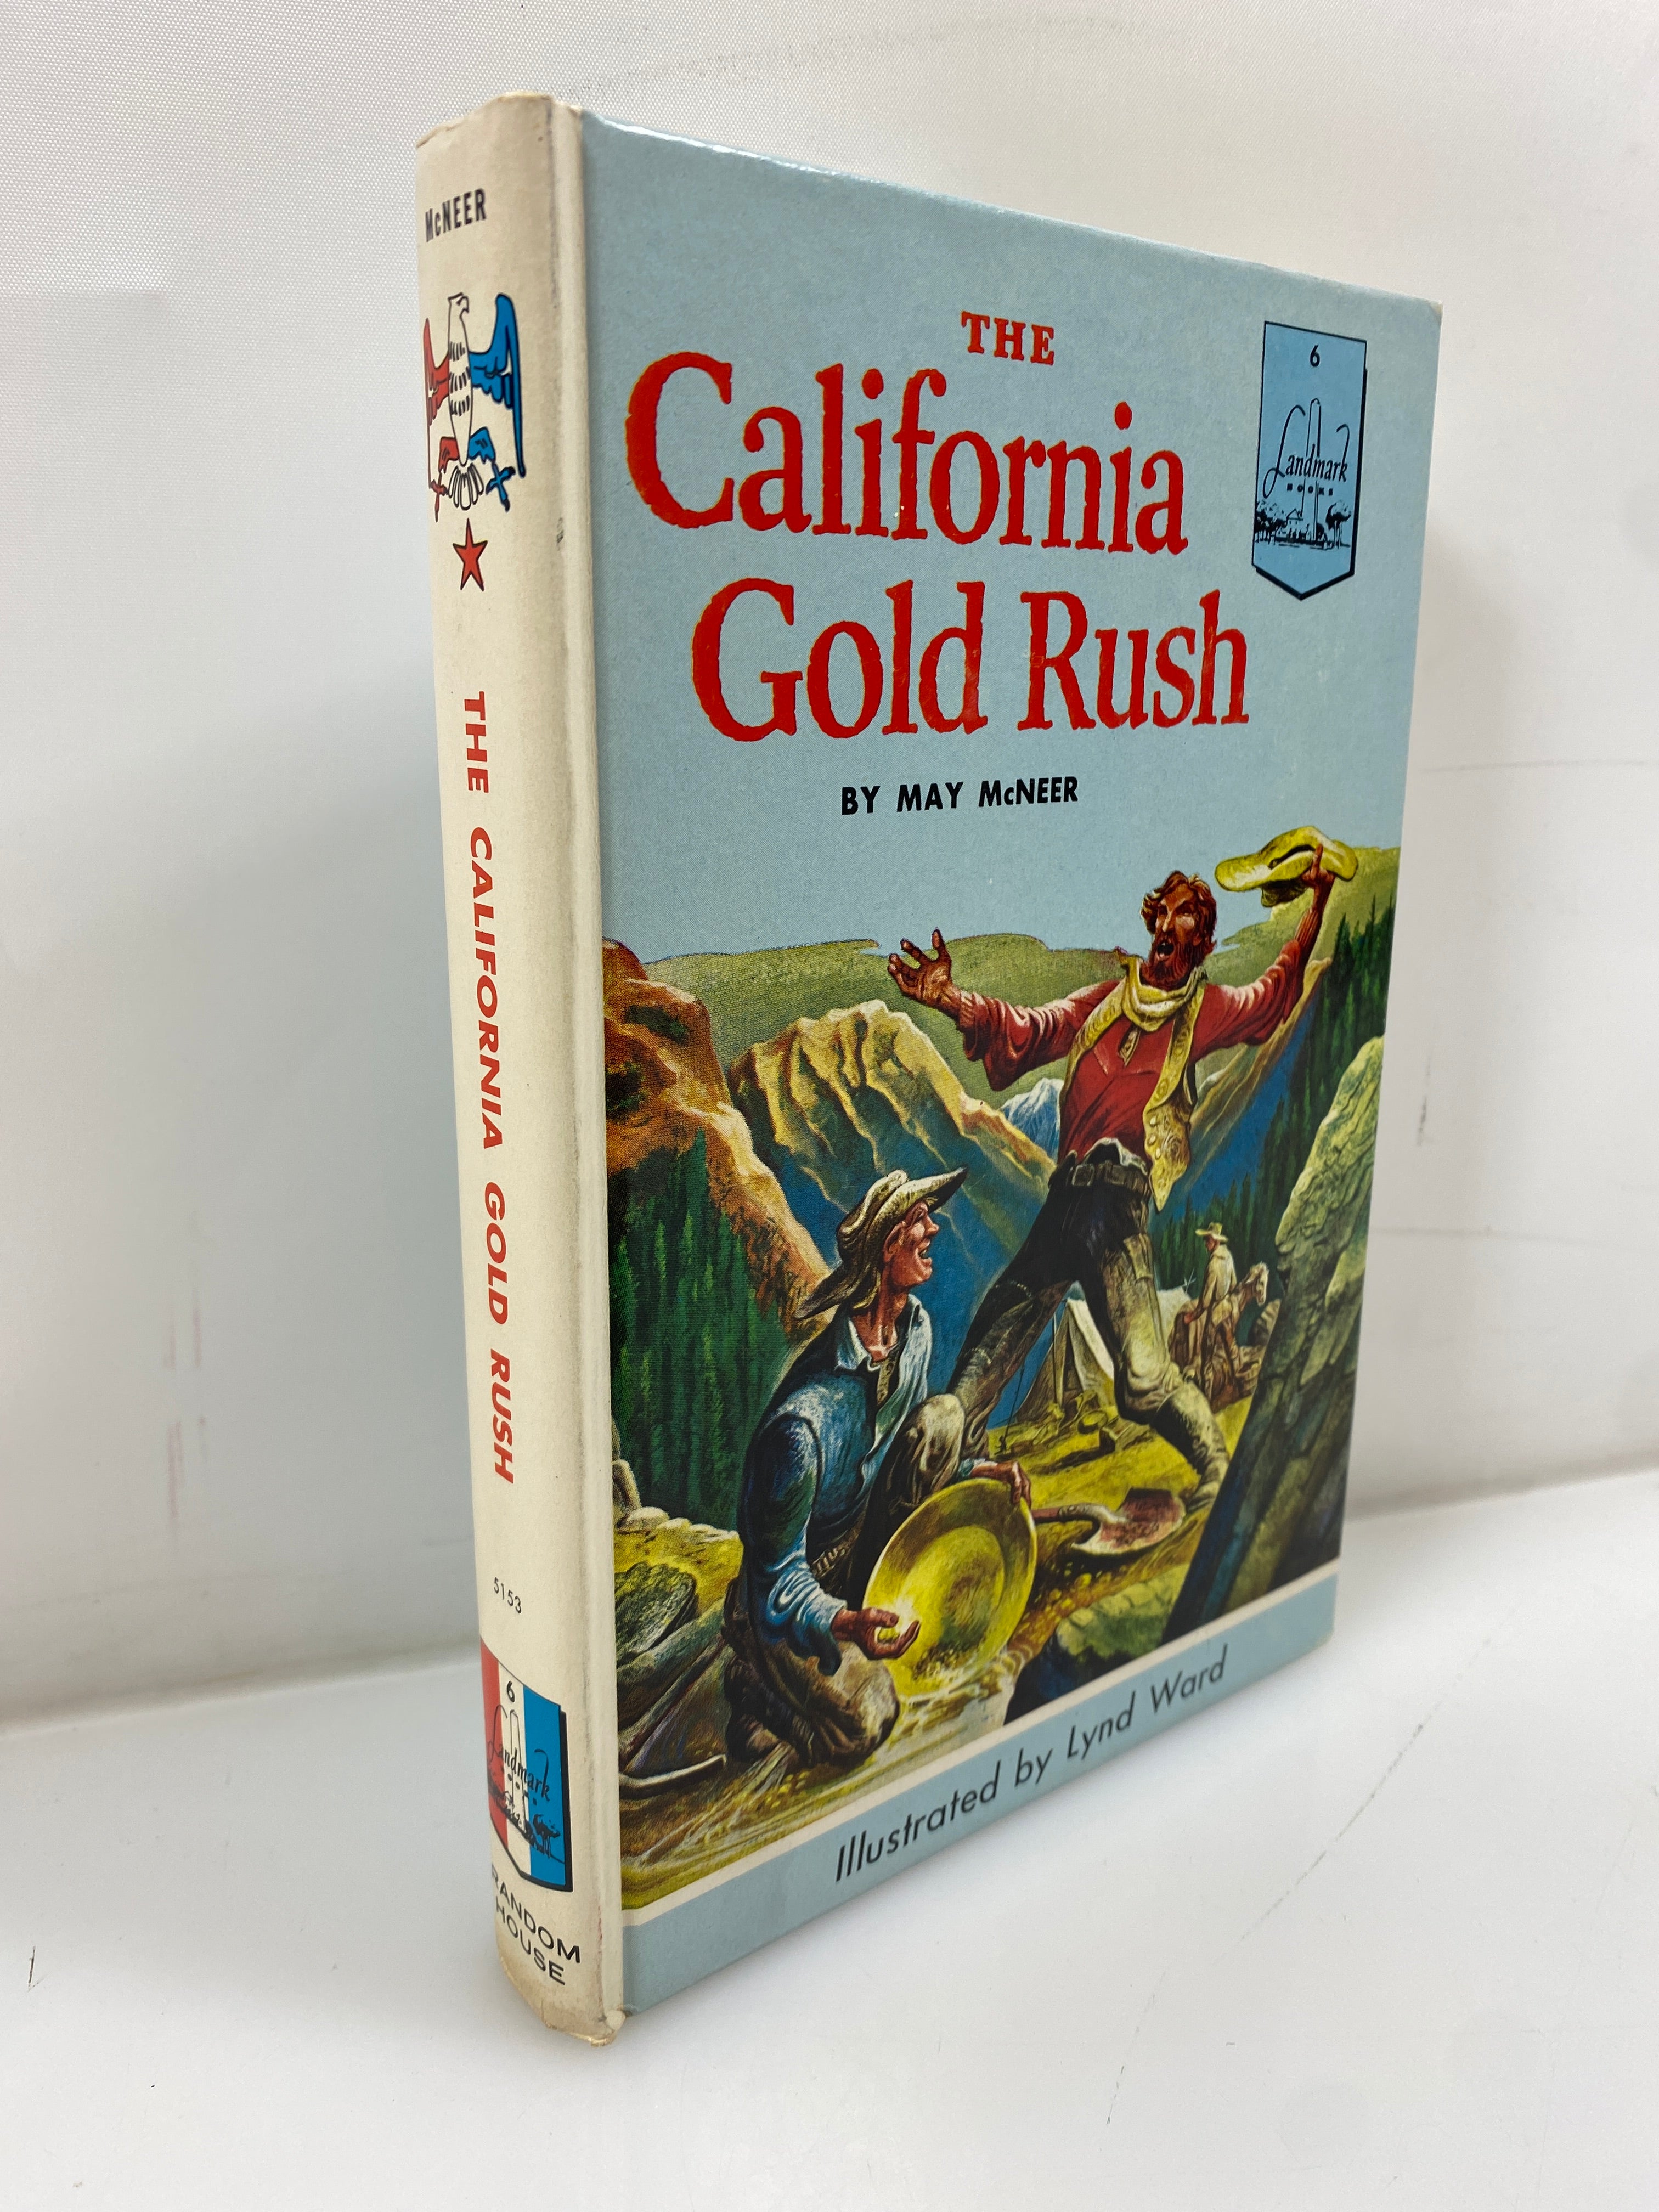 McNEER
THE CALIFORNIA GOLD RUSH
5153
6
Landmark
RANDOM
HOUSE
THE
California
Gold Rush
BY MAY McNEER
6
Landmark
BOOKS
Illustrated by Lynd Ward